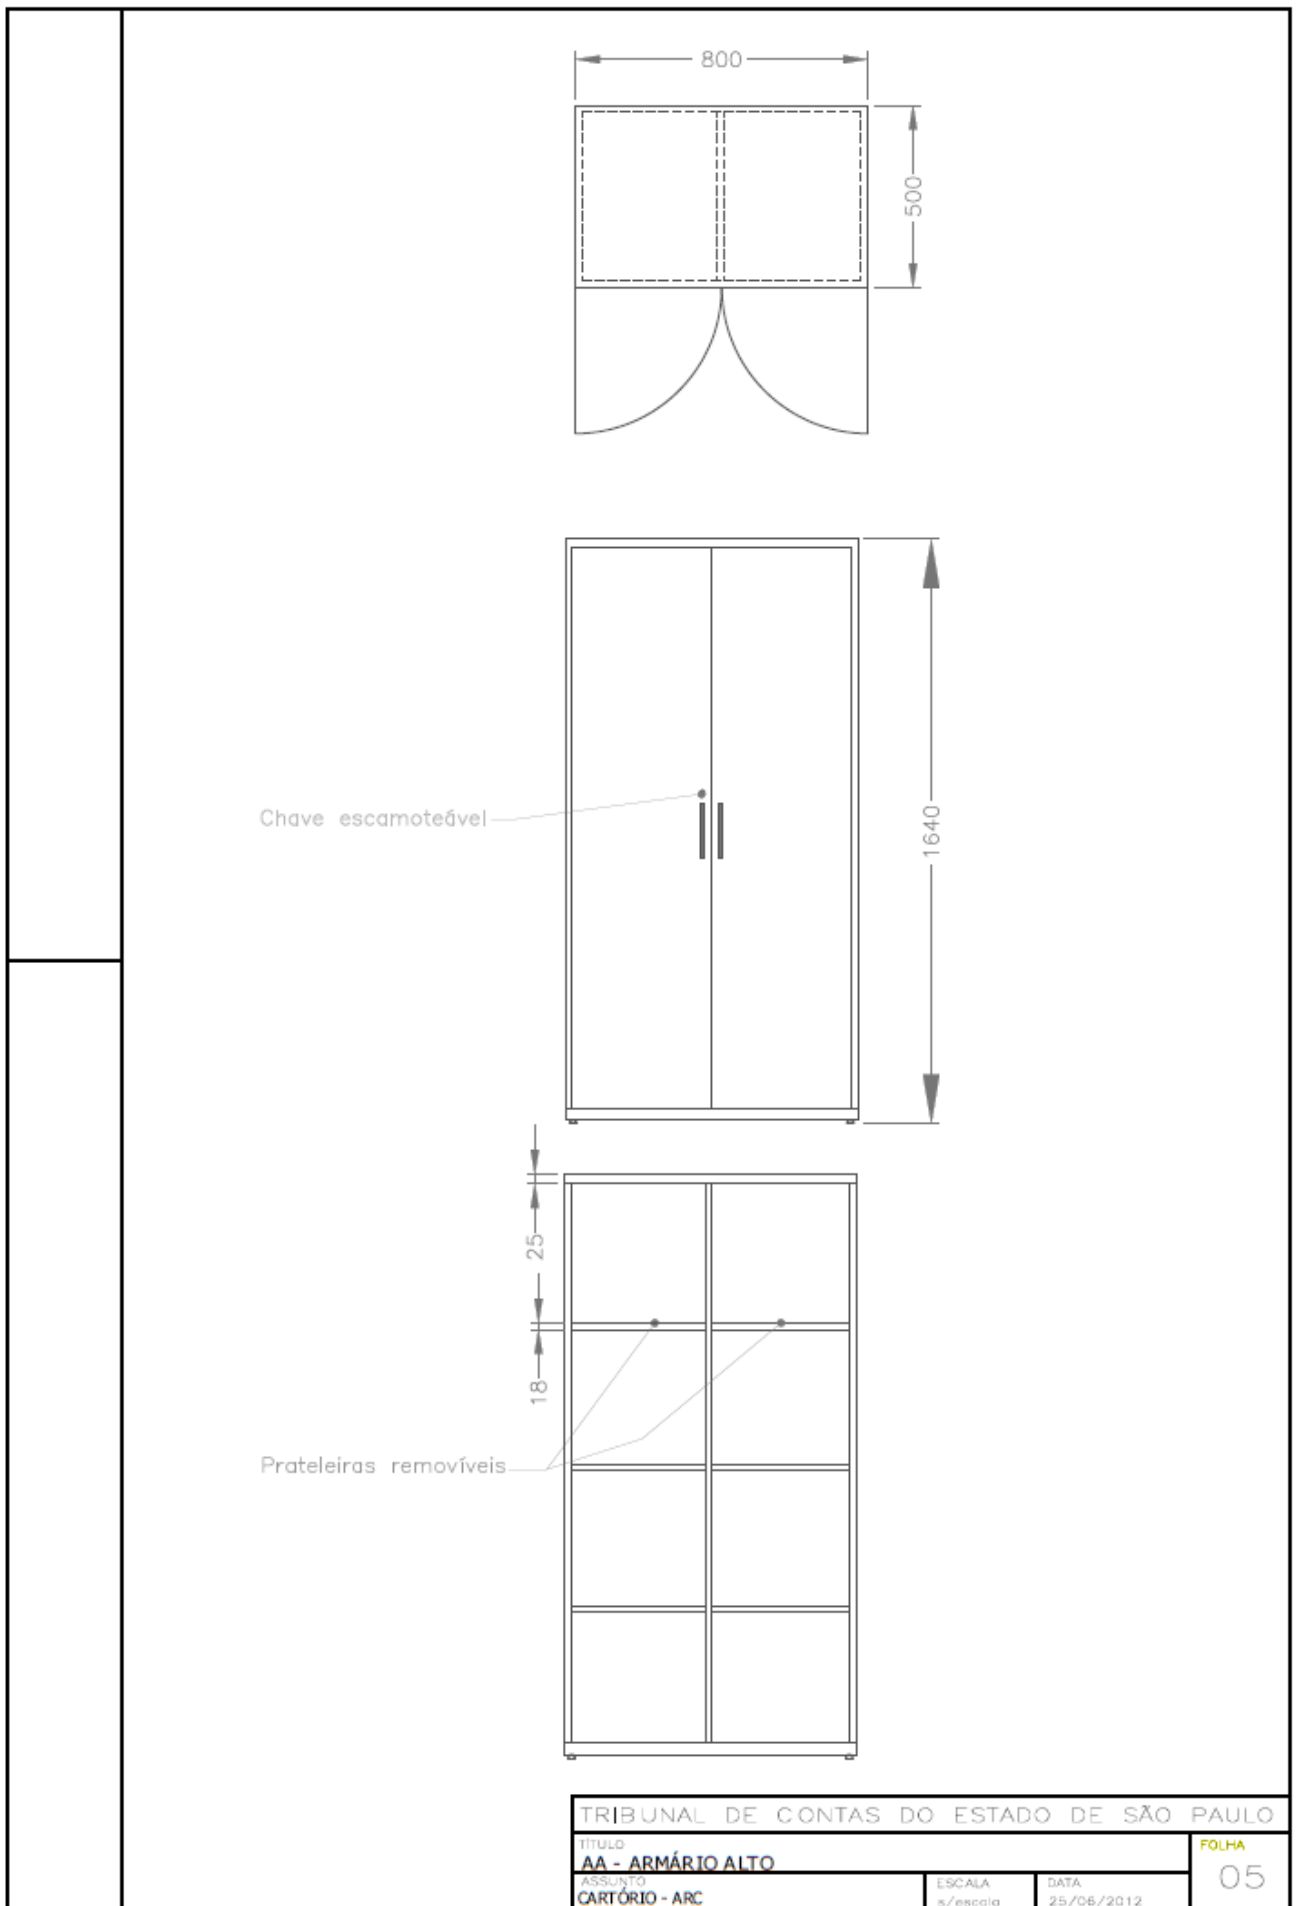 800
500
Chave escamoteável
1640
25
18
Prateleiras removíveis
TRIBUNAL DE CONTAS DO ESTADO DE SÃO PAULO
TÍTULO
AA - ARMÁRIO ALTO
FOLHA
05
ASSUNTO
CARTÓRIO - ARC
ESCALA
s/escala
DATA
25/06/2012